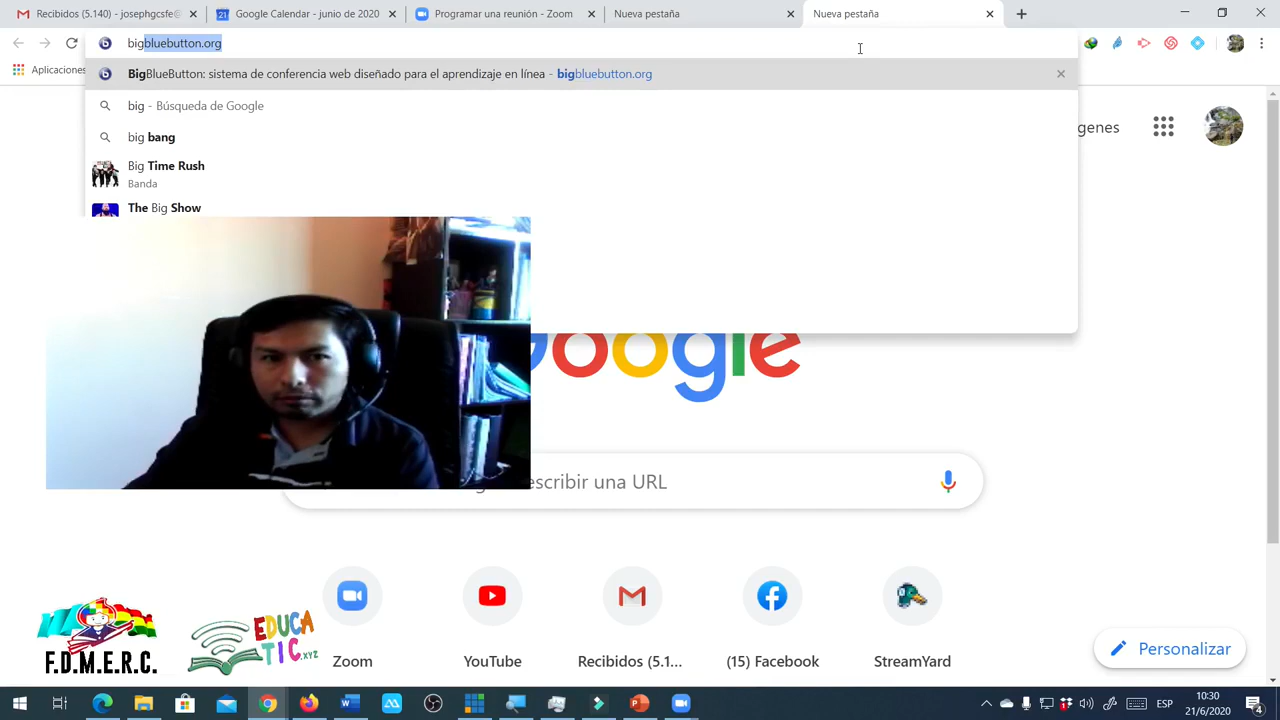 Recibidos (5.140) - josephgcsfe@
Google Calendar - junio de 2020
Programar una reunión - Zoom
Nueva pestaña
Nueva pestaña
bigbluebutton.org
Aplicaciones
BigBlueButton: sistema de conferencia web diseñado para el aprendizaje en línea - bigbluebutton.org
big - Búsqueda de Google
big bang
Big Time Rush
Banda
The Big Show
genes
Google
escribir una URL
Zoom
YouTube
Recibidos (5.1...
(15) Facebook
StreamYard
Personalizar
F.D.M.E.R.C.
EDUCA
TIC.XYZ
ESP
10:30
21/6/2020
4